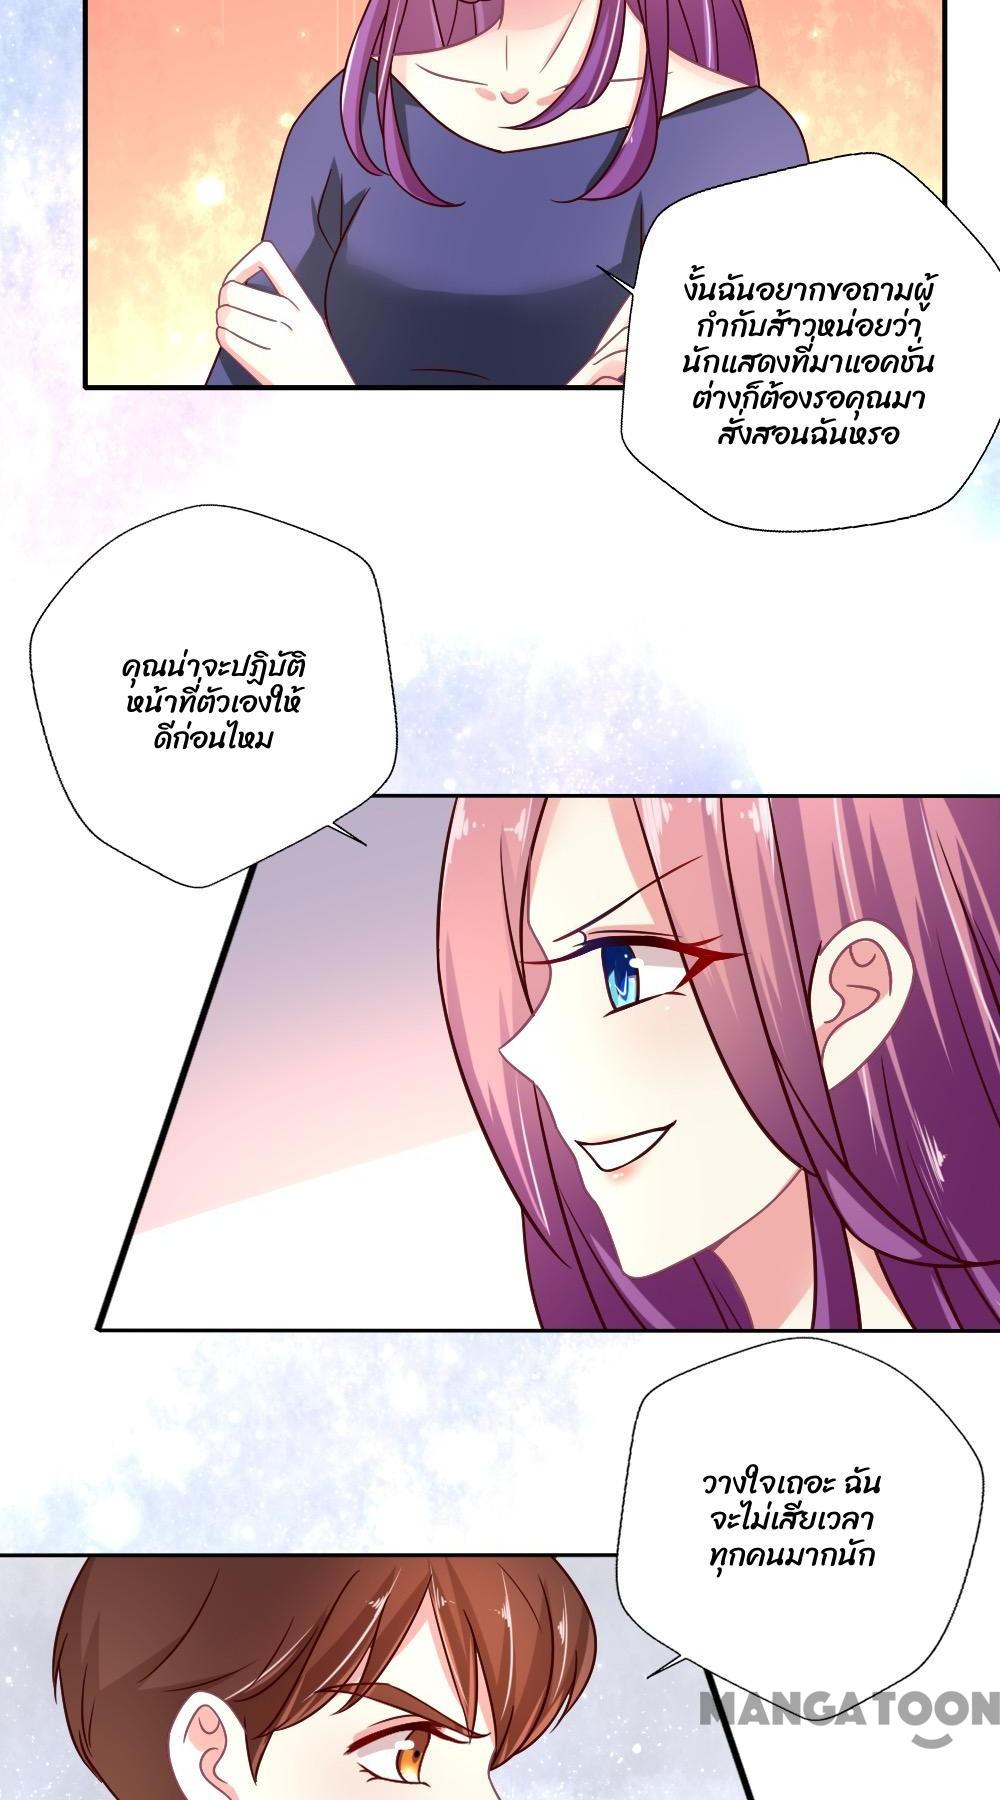 งั้นฉันอยากขอถามผู้
กำกับส้าวหน่อยว่า
นักแสดงที่มาแอคชั่น
ต่างก็ต้องรอคุณมา
สั่งสอนฉันหรอ
คุณน่าจะปฏิบัติ
หน้าที่ตัวเองให้
ดีก่อนไหม
วางใจเถอะ ฉัน
จะไม่เสียเวลา
ทุกคนมากนัก
MANGATOON